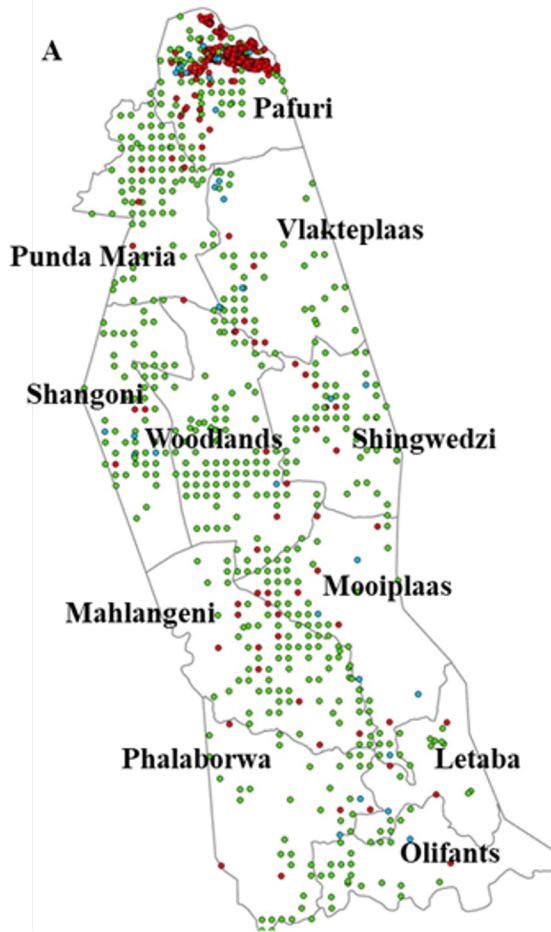 A
Pafuri
Vlakteplaas
Punda Maria
Shangoni
Woodlands
Shingwedzi
Mooiplaas
Mahlangeni
Phalaborwa
Letaba
Olifants